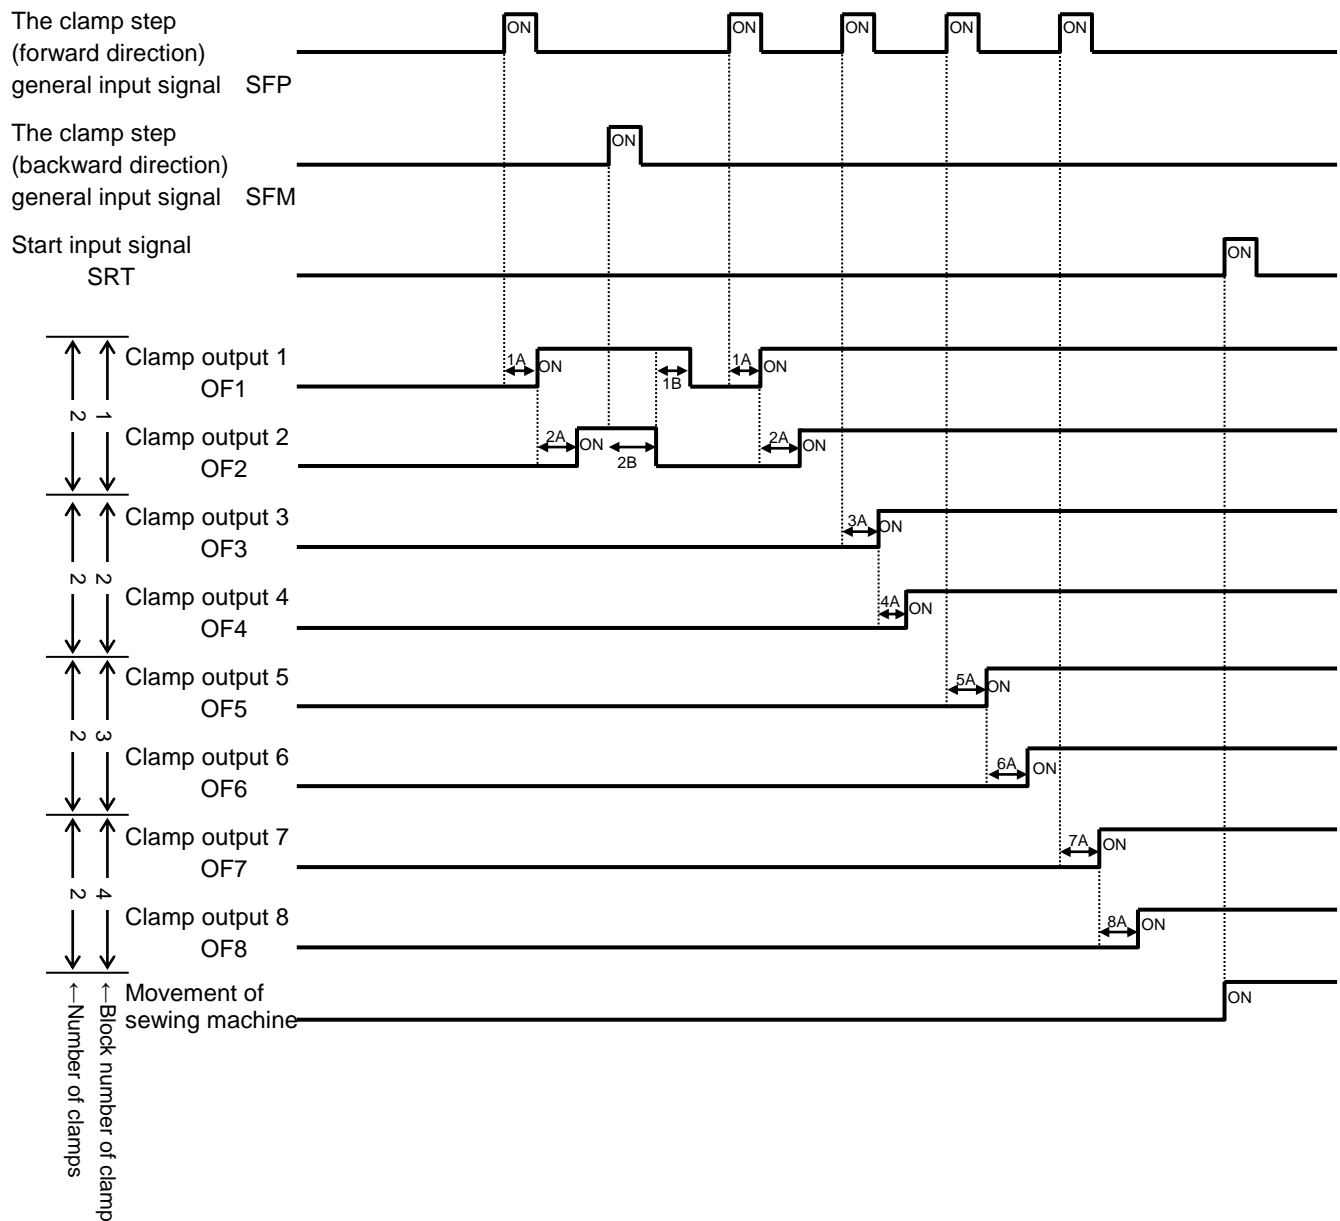 The clamp step
(forward direction)
general input signal SFP
ON ON ON ON ON
The clamp step
(backward direction)
general input signal SFM
ON
Start input signal
SRT
ON
Clamp output 1
OF1
1A ON 1B 1A ON
Clamp output 2
OF2
2A ON 2B 2A ON
2 1
Clamp output 3
OF3
3A ON
Clamp output 4
OF4
4A ON
2 2
Clamp output 5
OF5
5A ON
Clamp output 6
OF6
6A ON
2 3
Clamp output 7
OF7
7A ON
Clamp output 8
OF8
8A ON
2 4
Movement of
sewing machine
ON
←Block number of clamp
←Number of clamps